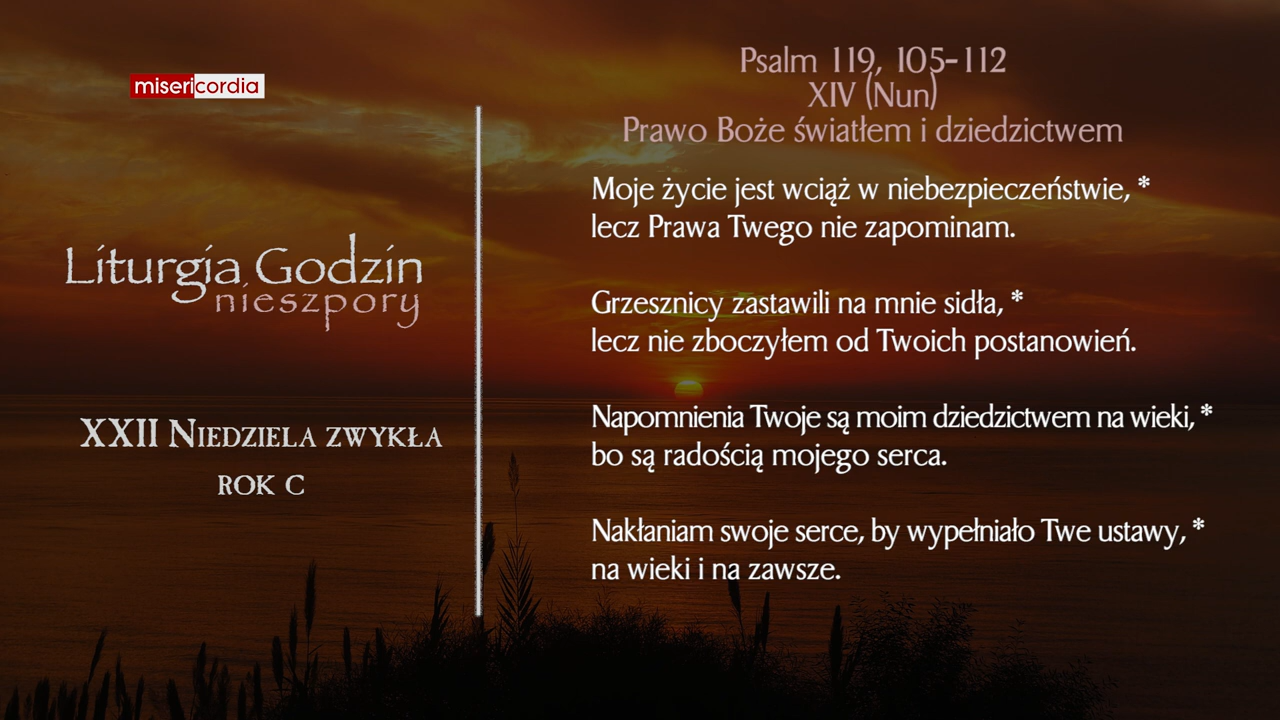 misericordia
Liturgia Godzin
nieszpory
XXII Niedziela zwykła
rok C
Psalm 119, 105-112
XIV (Nun)
Prawo Boże światłem i dziedzictwem
Moje życie jest wciąż w niebezpieczeństwie, *
lecz Prawa Twego nie zapominam.
Grzesznicy zastawili na mnie sidła, *
lecz nie zboczyłem od Twoich postanowień.
Napomnienia Twoje są moim dziedzictwem na wieki, *
bo są radością mojego serca.
Nakłaniam swoje serce, by wypełniało Twe ustawy, *
na wieki i na zawsze.